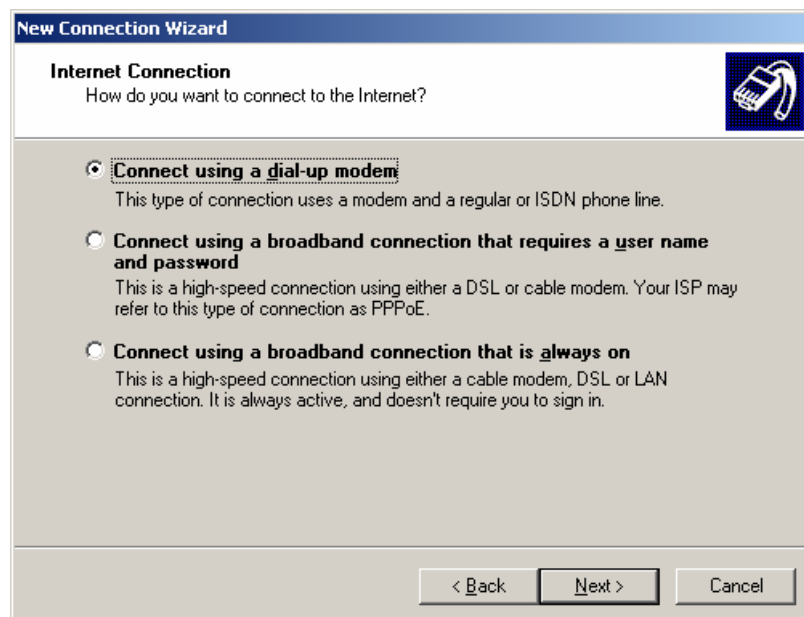 New Connection Wizard
Internet Connection
How do you want to connect to the Internet?
Connect using a dial-up modem
This type of connection uses a modem and a regular or ISDN phone line.
Connect using a broadband connection that requires a user name
and password
This is a high-speed connection using either a DSL or cable modem. Your ISP may
refer to this type of connection as PPPoE.
Connect using a broadband connection that is always on
This is a high-speed connection using either a cable modem, DSL or LAN
connection. It is always active, and doesn't require you to sign in.
< Back Next > Cancel